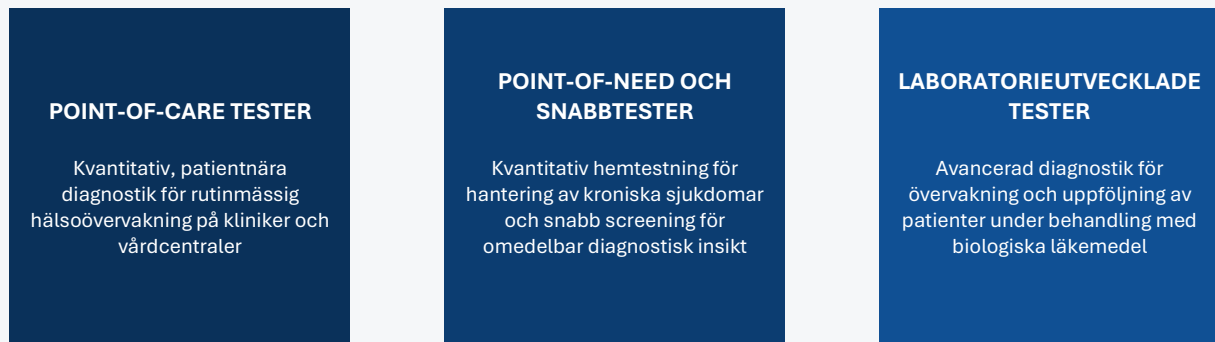 POINT-OF-CARE TESTER
Kvantitativ, patientnära
diagnostik för rutinmässig
hälsoövervakning på kliniker och
vårdcentraler
POINT-OF-NEED OCH
SNABBTESTER
Kvantitativ hemtestning för
hantering av kroniska sjukdomar
och snabb screening för
omedelbar diagnostisk insikt
LABORATORIEUTVECKLADE
TESTER
Avancerad diagnostik för
övervakning och uppföljning av
patienter under behandling med
biologiska läkemedel